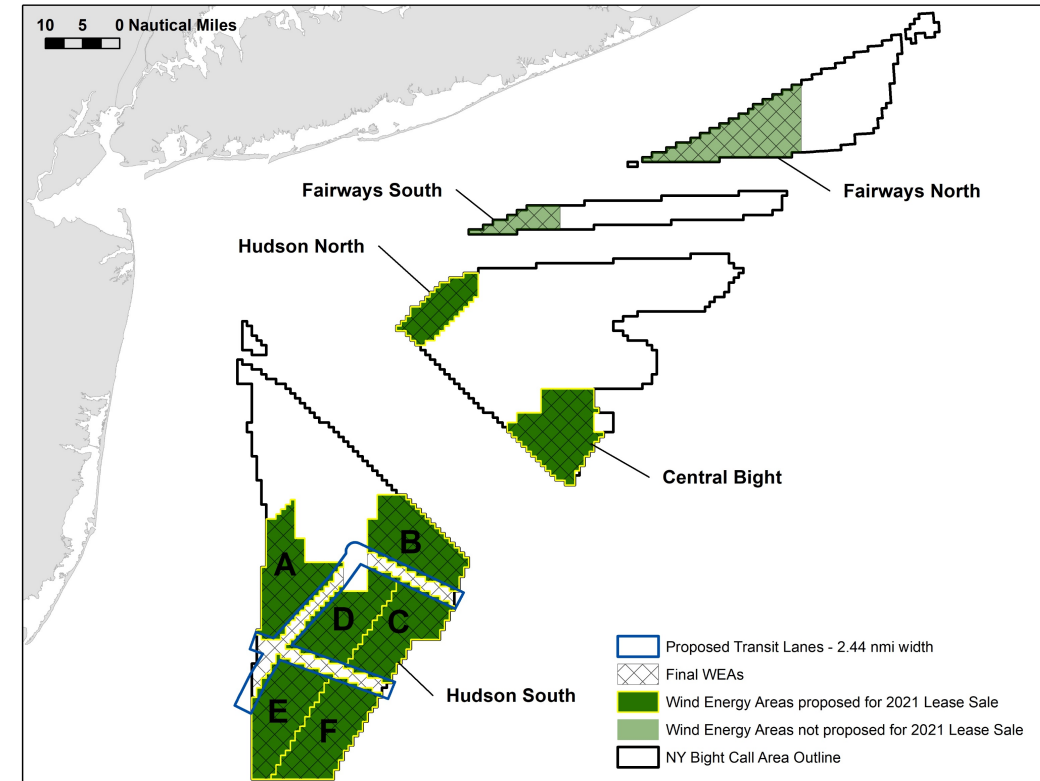 10 5 0 Nautical Miles
Fairways South
Fairways North
Hudson North
Central Bight
B
A
D
C
E
F
Hudson South
Proposed Transit Lanes - 2.44 nmi width
Final WEAs
Wind Energy Areas proposed for 2021 Lease Sale
Wind Energy Areas not proposed for 2021 Lease Sale
NY Bight Call Area Outline